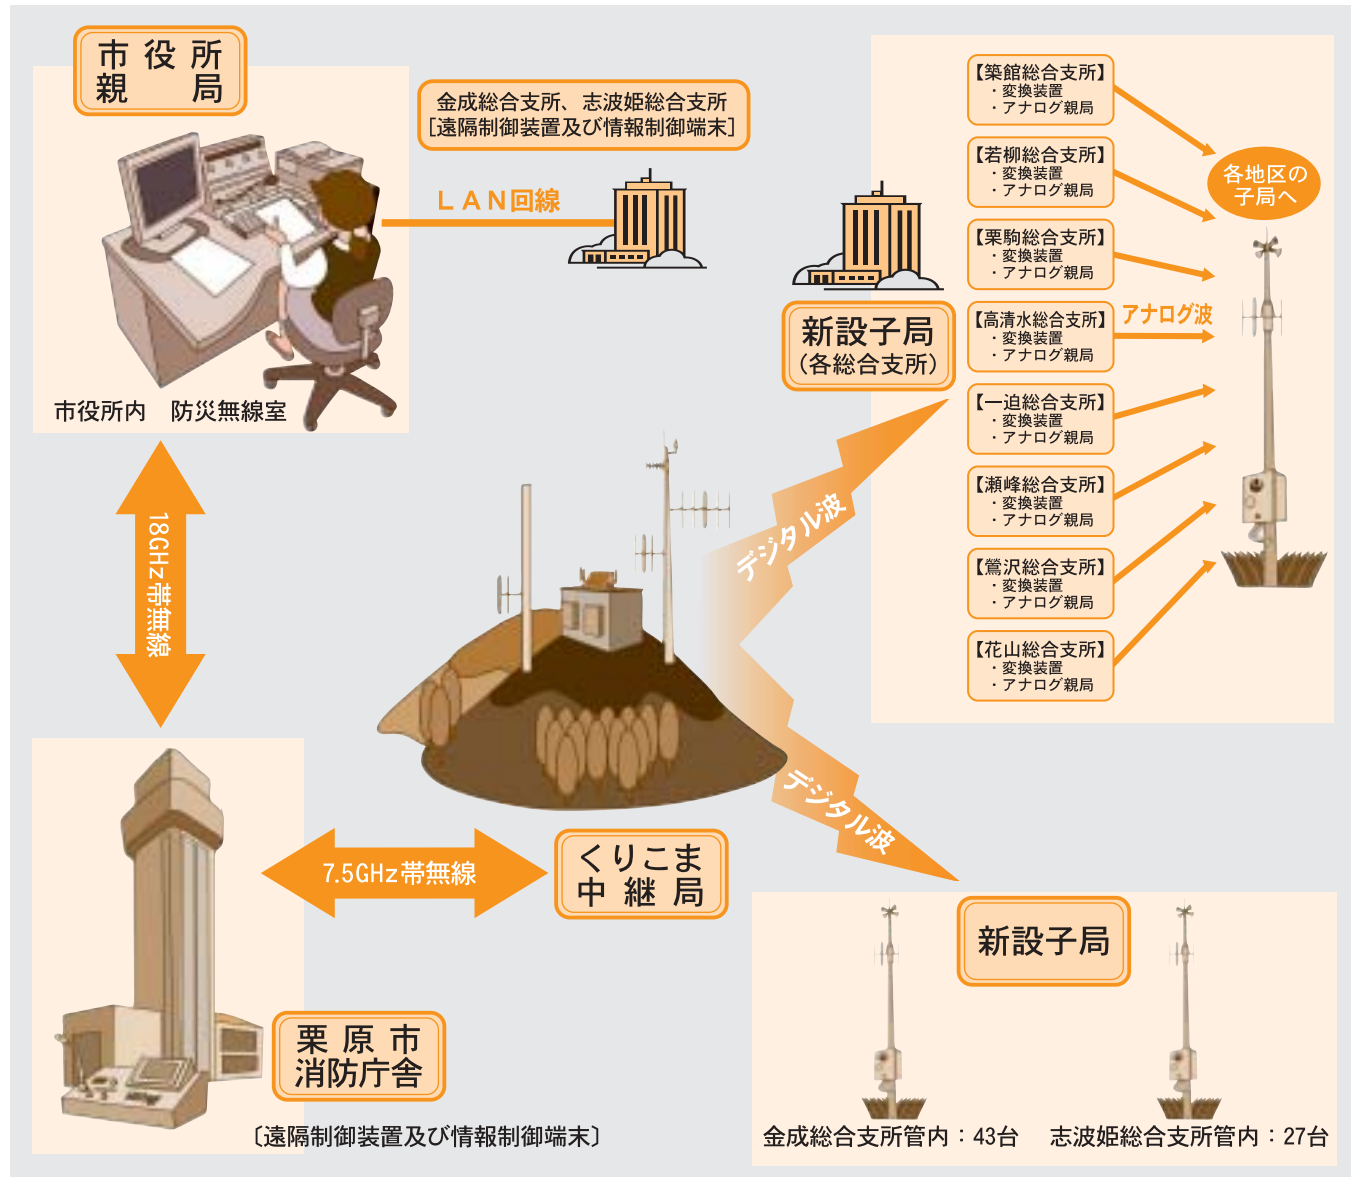 市役所
親局
市役所内　防災無線室
金成総合支所、志波姫総合支所
［遠隔制御装置及び情報制御端末］
ＬＡＮ回線
新設子局
（各総合支所）
【築館総合支所】
・変換装置
・アナログ親局
【若柳総合支所】
・変換装置
・アナログ親局
【栗駒総合支所】
・変換装置
・アナログ親局
【高清水総合支所】
・変換装置
・アナログ親局
【一迫総合支所】
・変換装置
・アナログ親局
【瀬峰総合支所】
・変換装置
・アナログ親局
【鶯沢総合支所】
・変換装置
・アナログ親局
【花山総合支所】
・変換装置
・アナログ親局
アナログ波
各地区の
子局へ
18GHz帯無線
デジタル波
デジタル波
7.5GHz帯無線
くりこま
中継局
栗原市
消防庁舎
〔遠隔制御装置及び情報制御端末〕
新設子局
金成総合支所管内：43台
志波姫総合支所管内：27台